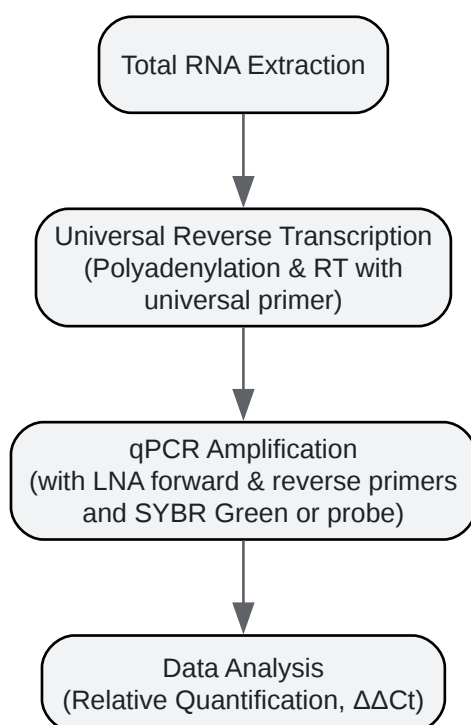 Total RNA Extraction
Universal Reverse Transcription
(Polyadenylation & RT with
universal primer)
qPCR Amplification
(with LNA forward & reverse primers
and SYBR Green or probe)
Data Analysis
(Relative Quantification, ΔΔCt)